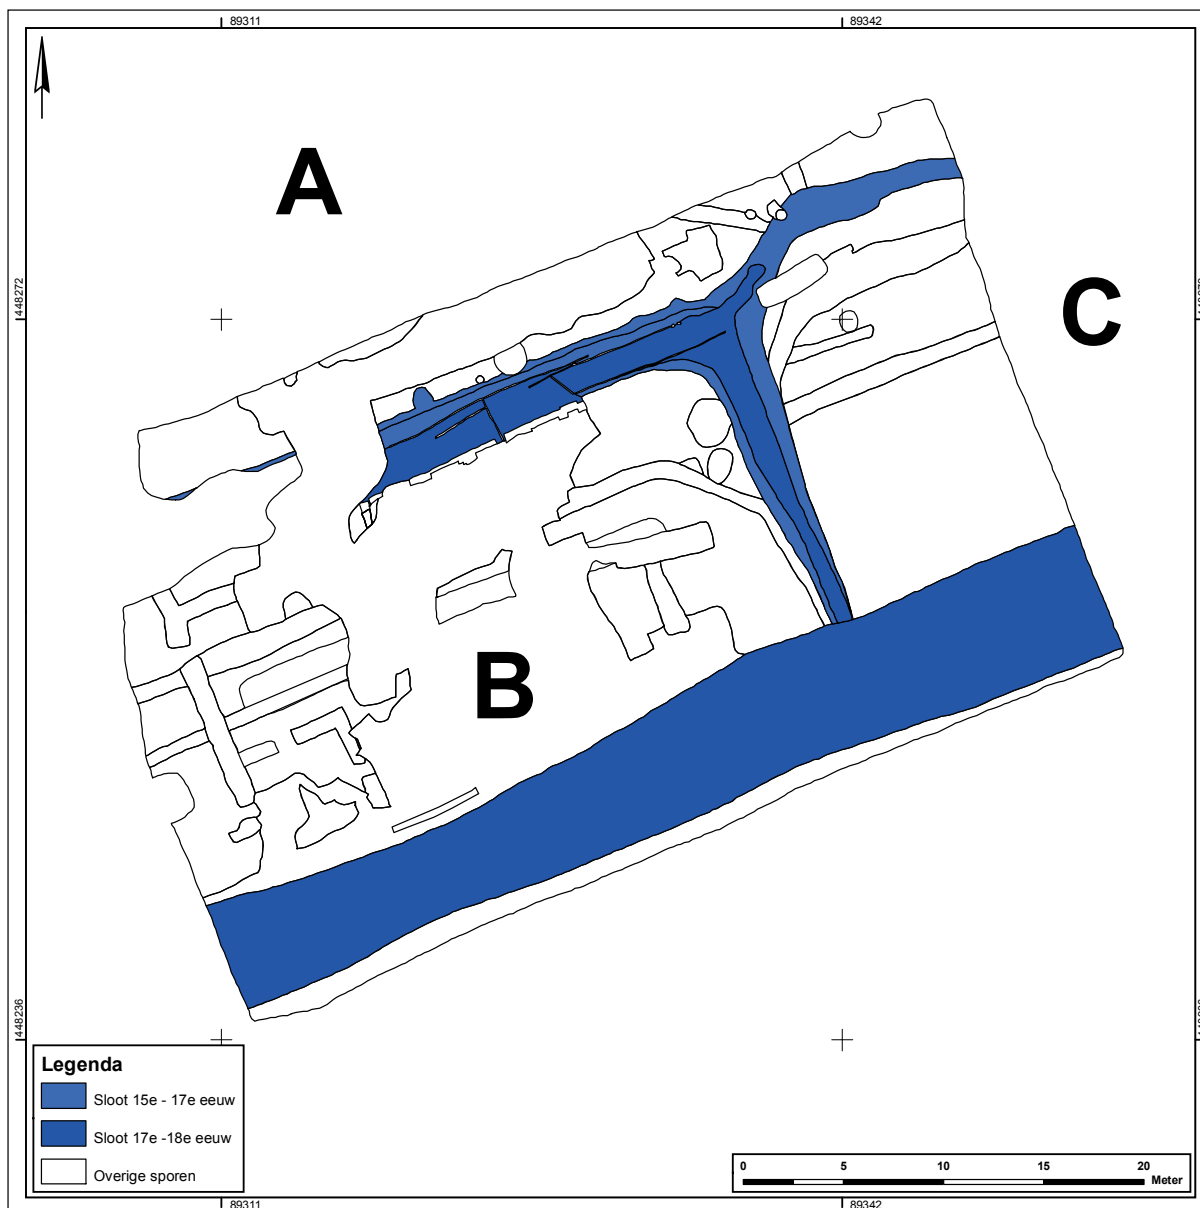 89311 89342
A
C
B
448272
448236
Legenda
Sloot 15e - 17e eeuw
Sloot 17e -18e eeuw
Overige sporen
0 5 10 15 20
Meter
89311 89342